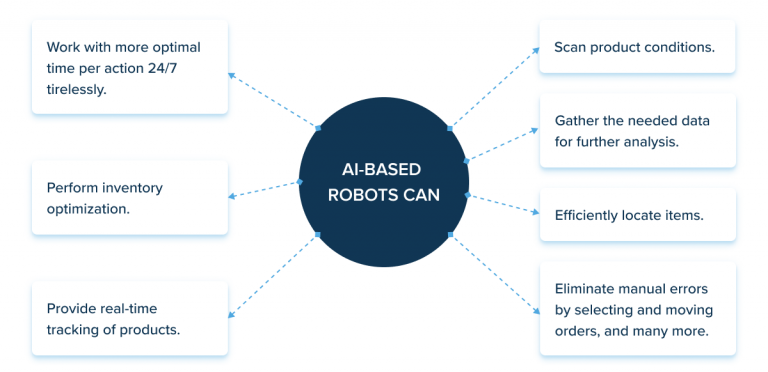 Work with more optimal
time per action 24/7
tirelessly.
Perform inventory
optimization.
Provide real-time
tracking of products.
AI-BASED
ROBOTS CAN
Scan product conditions.
Gather the needed data
for further analysis.
Efficiently locate items.
Eliminate manual errors
by selecting and moving
orders, and many more.